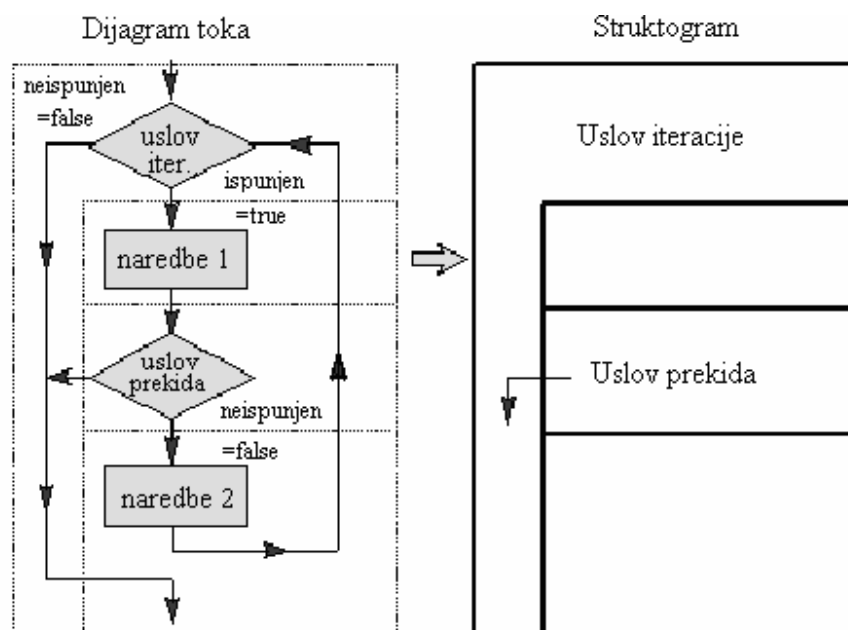 Dijagram toka
neispunjen
=false
uslov
iter.
ispunjen
=true
naredbe 1
uslov
prekida
neispunjen
=false
naredbe 2
Struktogram
Uslov iteracije
Uslov prekida